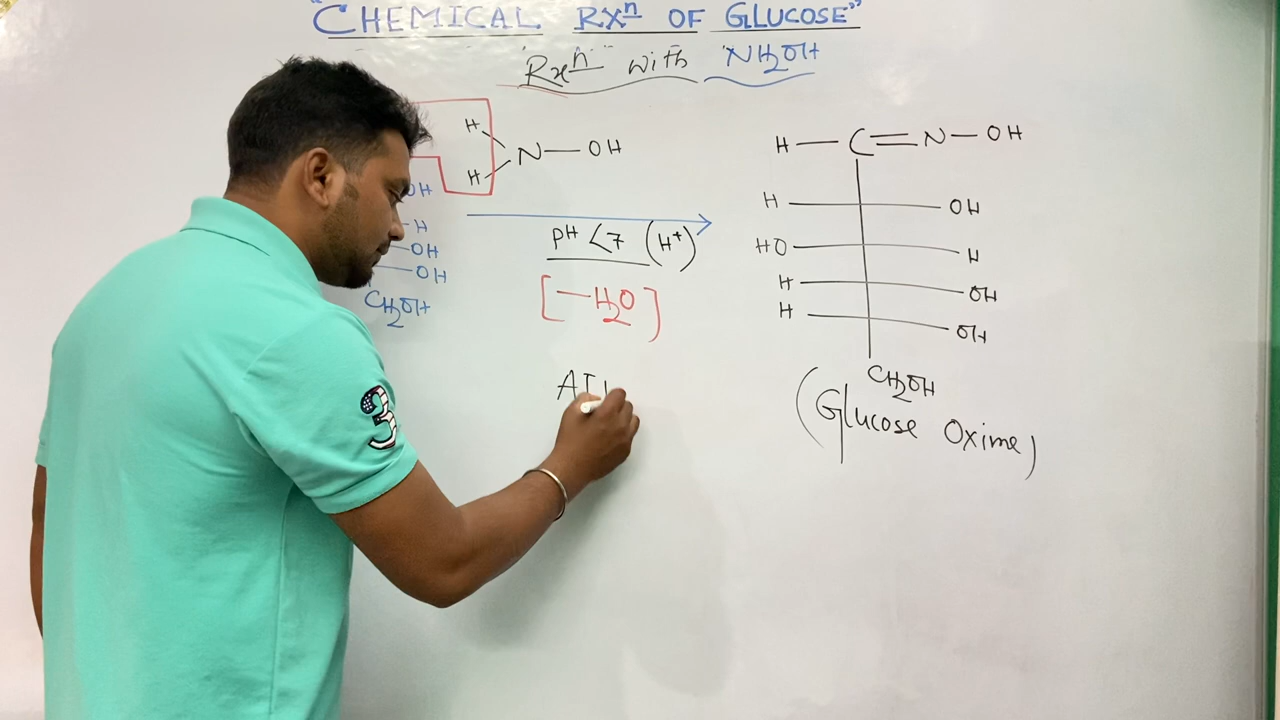 "CHEMICAL RXn OF GLUCOSE"
Rxn with NH2OH
H
N — OH
H
OH
H
OH
OH
CH2OH
pH <7 (H+)
[—H2O]
H — C = N — OH
H OH
HO H
H OH
H OH
CH2OH
(Glucose Oxime)
3